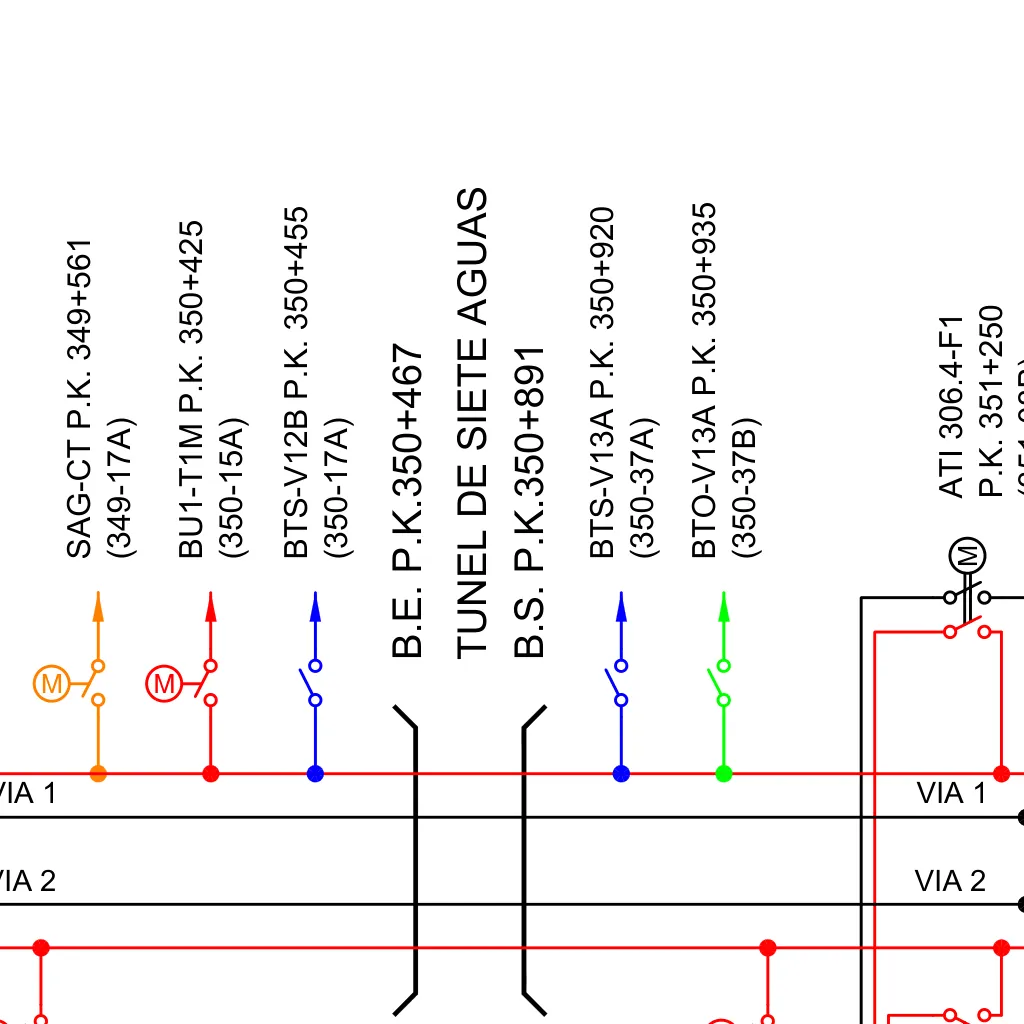 SAG-CT P.K. 349+561
(349-17A)
BU1-T1M P.K. 350+425
(350-15A)
BTS-V12B P.K. 350+455
(350-17A)
B.E. P.K.350+467
TUNEL DE SIETE AGUAS
B.S. P.K.350+891
BTS-V13A P.K. 350+920
(350-37A)
BTO-V13A P.K. 350+935
(350-37B)
ATI 306.4-F1
P.K. 351+250
M
M
M
VIA 1
VIA 1
VIA 2
VIA 2